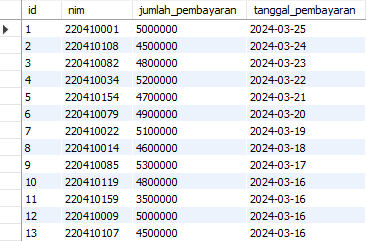 id nim jumlah_pembayaran tanggal_pembayaran
1 220410001 5000000 2024-03-25
2 220410108 4500000 2024-03-24
3 220410082 4800000 2024-03-23
4 220410034 5200000 2024-03-22
5 220410154 4700000 2024-03-21
6 220410079 4900000 2024-03-20
7 220410022 5100000 2024-03-19
8 220410014 4600000 2024-03-18
9 220410085 5300000 2024-03-17
10 220410119 4800000 2024-03-16
11 220410159 3500000 2024-03-16
12 220410009 5000000 2024-03-16
13 220410107 4500000 2024-03-16